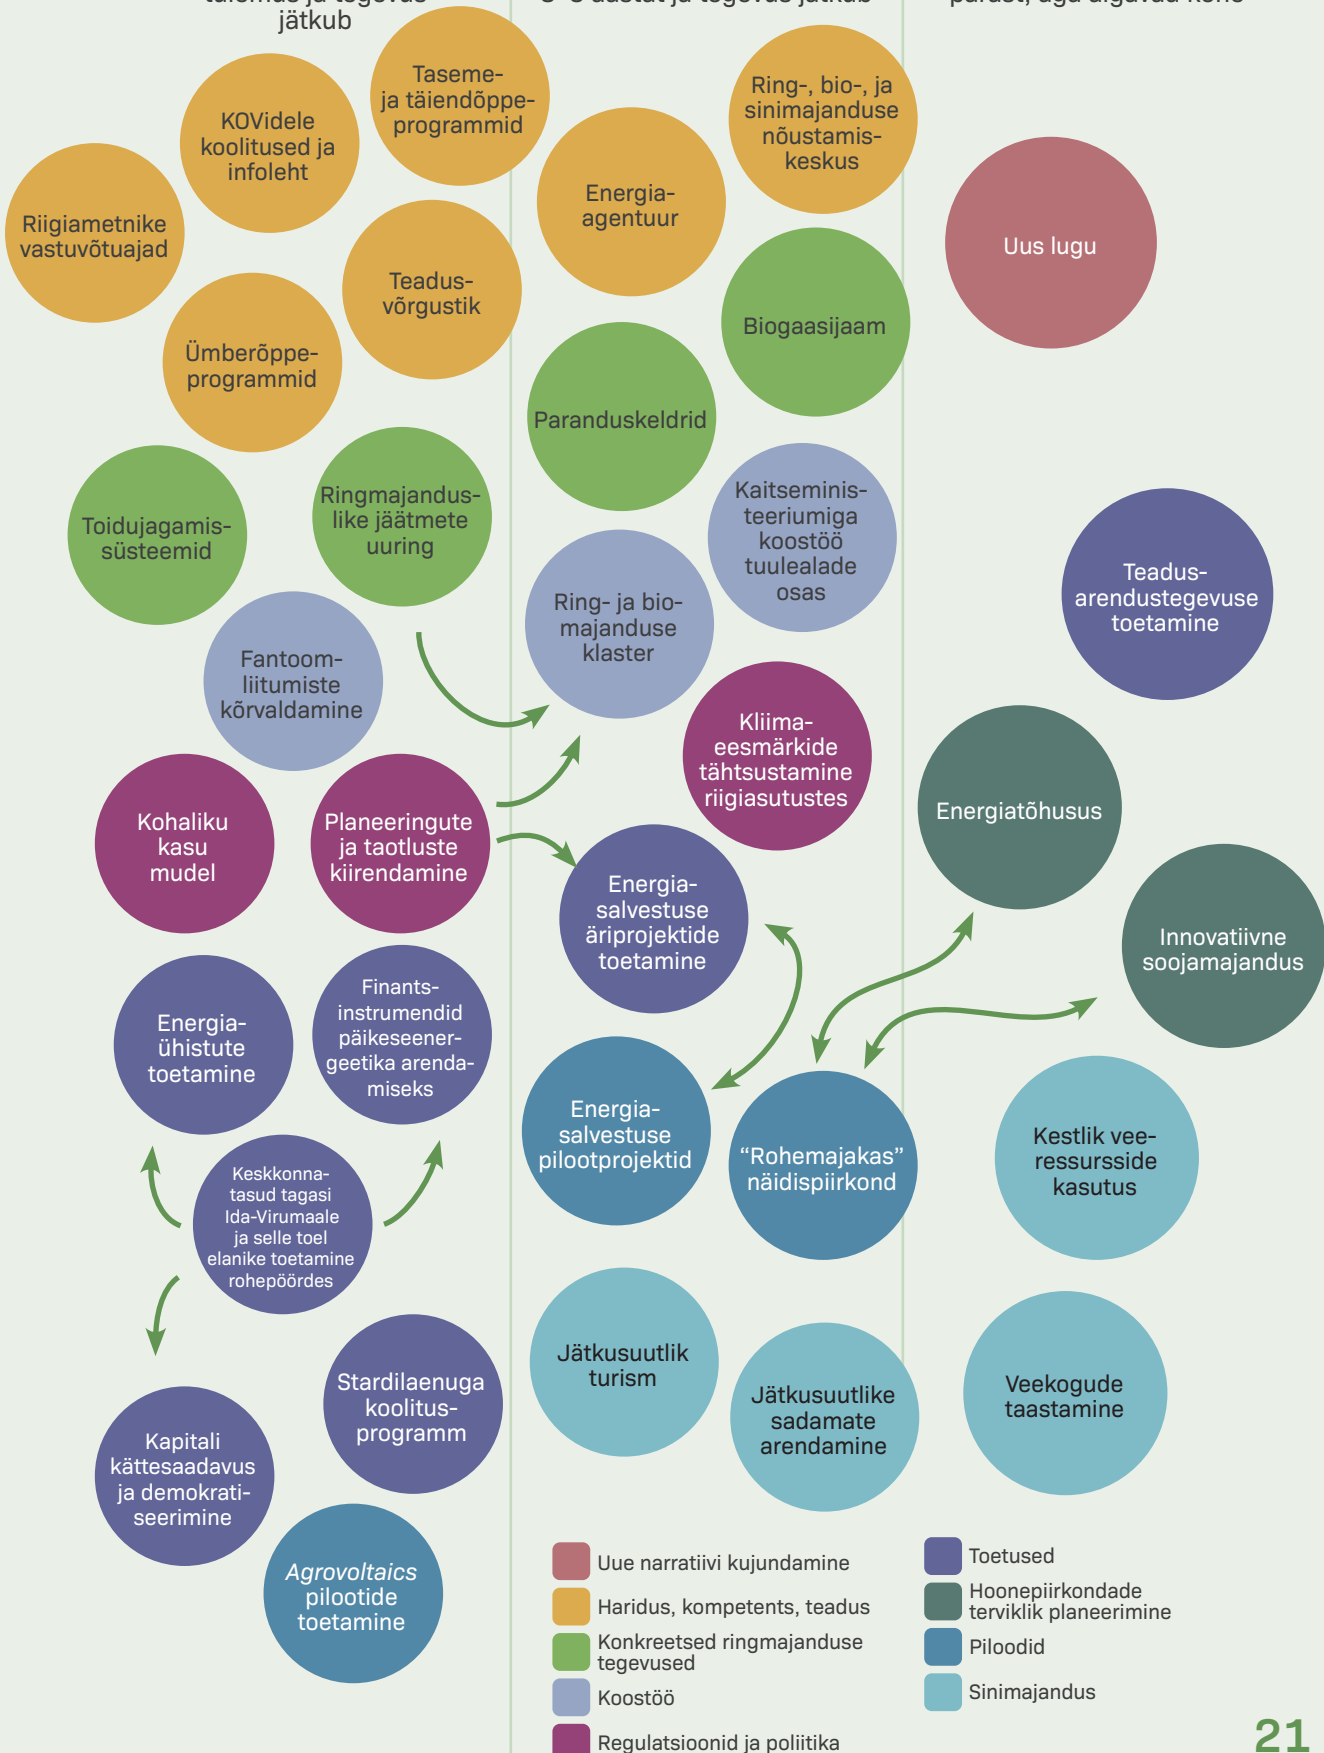 jätkub
Taseme-
ja täiendõppe-
programmid
KOVidele
koolitused ja
infoleht
Riigiametnike
vastuvõtuajad
Teadus-
võrgustik
Ümberõppe-
programmid
Toidujagamis-
süsteemid
Ringmajandus-
like jäätmete
uuring
Fantoom-
liitumiste
kõrvaldamine
Kohaliku
kasu
mudel
Planeeringute
ja taotluste
kiirendamine
Energia-
ühistute
toetamine
Finants-
instrumendid
päikeseener-
geetika arenda-
miseks
Keskkonna-
tasud tagasi
Ida-Virumaale
ja selle toel
elanike toetamine
rohepöördes
Stardilaenuga
koolitus-
programm
Kapitali
kättesaadavus
ja demokrati-
seerimine
Agrovoltaics
pilootide
toetamine
Ring-, bio-, ja
sinimajanduse
nõustamis-
keskus
Energia-
agentuur
Biogaasijaam
Paranduskeldrid
Kaitseminis-
teeriumiga
koostöö
tuulealade
osas
Ring- ja bio-
majanduse
klaster
Kliima-
eesmärkide
tähtsustamine
riigiasutustes
Energia-
salvestuse
äriprojektide
toetamine
Energia-
salvestuse
pilootprojektid
“Rohemajakas”
näidispiirkond
Jätkusuutlik
turism
Jätkusuutlike
sadamate
arendamine
Uus lugu
Teadus-
arendustegevuse
toetamine
Energiatõhusus
Innovatiivne
soojamajandus
Kestlik vee-
ressursside
kasutus
Veekogude
taastamine
Uue narratiivi kujundamine
Haridus, kompetents, teadus
Konkreetsed ringmajanduse
tegevused
Koostöö
Regulatsioonid ja poliitika
Toetused
Hoonepiirkondade
terviklik planeerimine
Piloodid
Sinimajandus
21